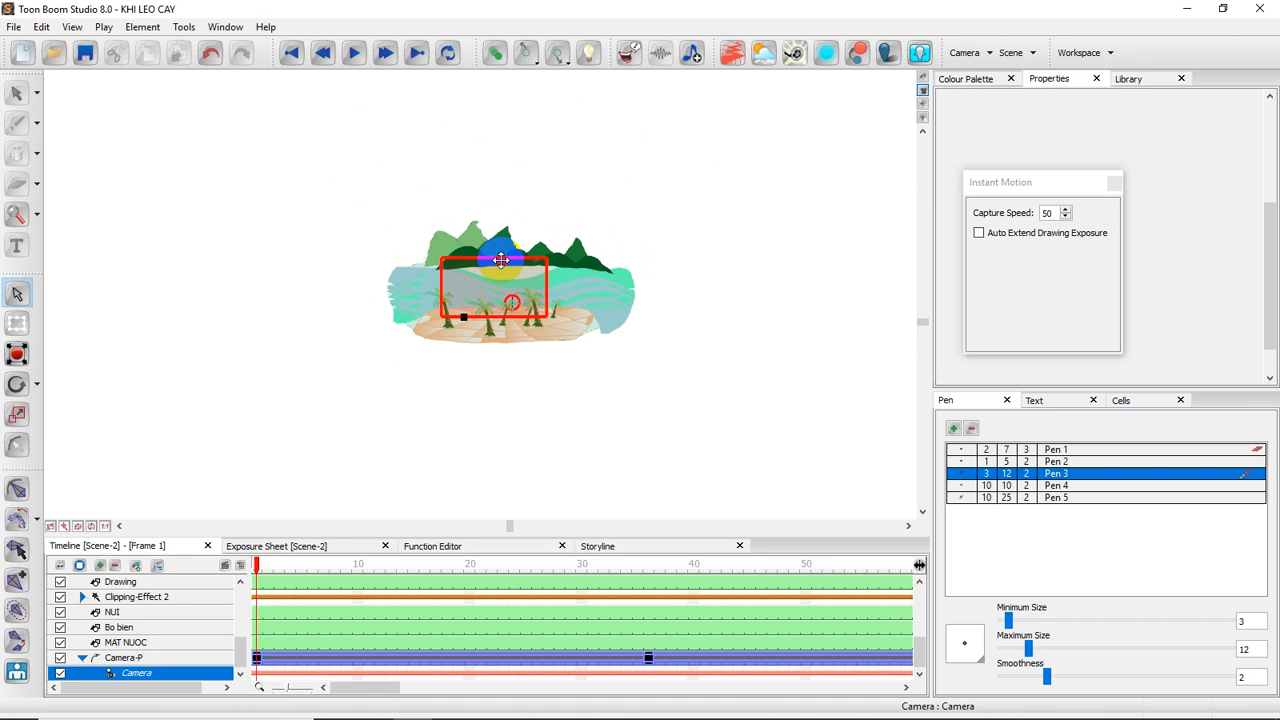 Toon Boom Studio 8.0 - KHI LEO CAY
File Edit View Play Element Tools Window Help
Camera Scene Workspace
Colour Palette Properties Library
Instant Motion
Capture Speed: 50
Auto Extend Drawing Exposure
Pen Text Cells
2 7 3 Pen 1
1 5 2 Pen 2
3 12 2 Pen 3
10 10 2 Pen 4
10 25 2 Pen 5
Minimum Size
3
Maximum Size
12
Smoothness
2
Timeline [Scene-2] - [Frame 1] Exposure Sheet [Scene-2] Function Editor Storyline
10 20 30 40 50
Drawing
Clipping-Effect 2
NUI
Bo bien
MAT NUOC
Camera-P
Camera
Camera : Camera